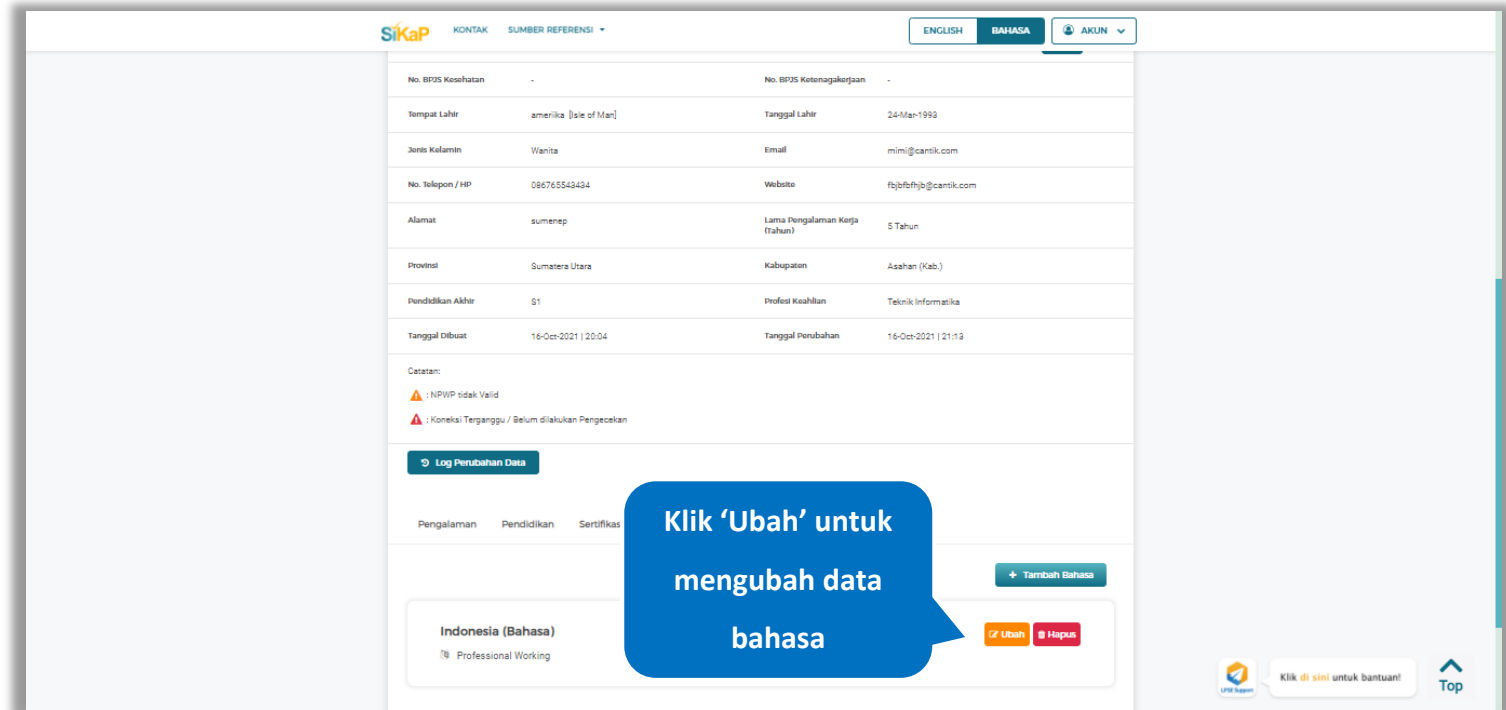 SiKaP KONTAK SUMBER REFERENSI ENGLISH BAHASA AKUN
No. BPJS Kesehatan - No. BPJS Ketenagakerjaan -
Tempat Lahir ameriika [Isle of Man] Tanggal Lahir 24-Mar-1993
Jenis Kelamin Wanita Email mimi@cantik.com
No. Telepon / HP 086765543434 Website fbjbfbfhjb@cantik.com
Alamat sumenep Lama Pengalaman Kerja (Tahun) 5 Tahun
Provinsi Sumatera Utara Kabupaten Asahan (Kab.)
Pendidikan Akhir S1 Profesi Keahlian Teknik Informatika
Tanggal Dibuat 16-Oct-2021 | 20:04 Tanggal Perubahan 16-Oct-2021 | 21:13
Catatan:
: NPWP tidak Valid
: Koneksi Terganggu / Belum dilakukan Pengecekan
Log Perubahan Data
Pengalaman Pendidikan Sertifikas
Klik ‘Ubah’ untuk
mengubah data
bahasa
+ Tambah Bahasa
Indonesia (Bahasa)
Professional Working
Ubah Hapus
LPSE Support
Klik di sini untuk bantuan!
Top